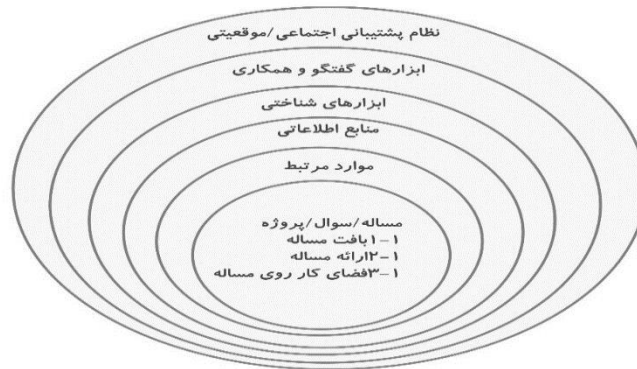 نظام پشتیبانی اجتماعی/موقعیتی
ابزارهای گفتگو و همکاری
ابزارهای شناختی
منابع اطلاعاتی
موارد مرتبط
مساله/سوال/پروژه
۱-۱بافت مساله
۱-۲ارائه مساله
۱-۳فضای کار روی مساله